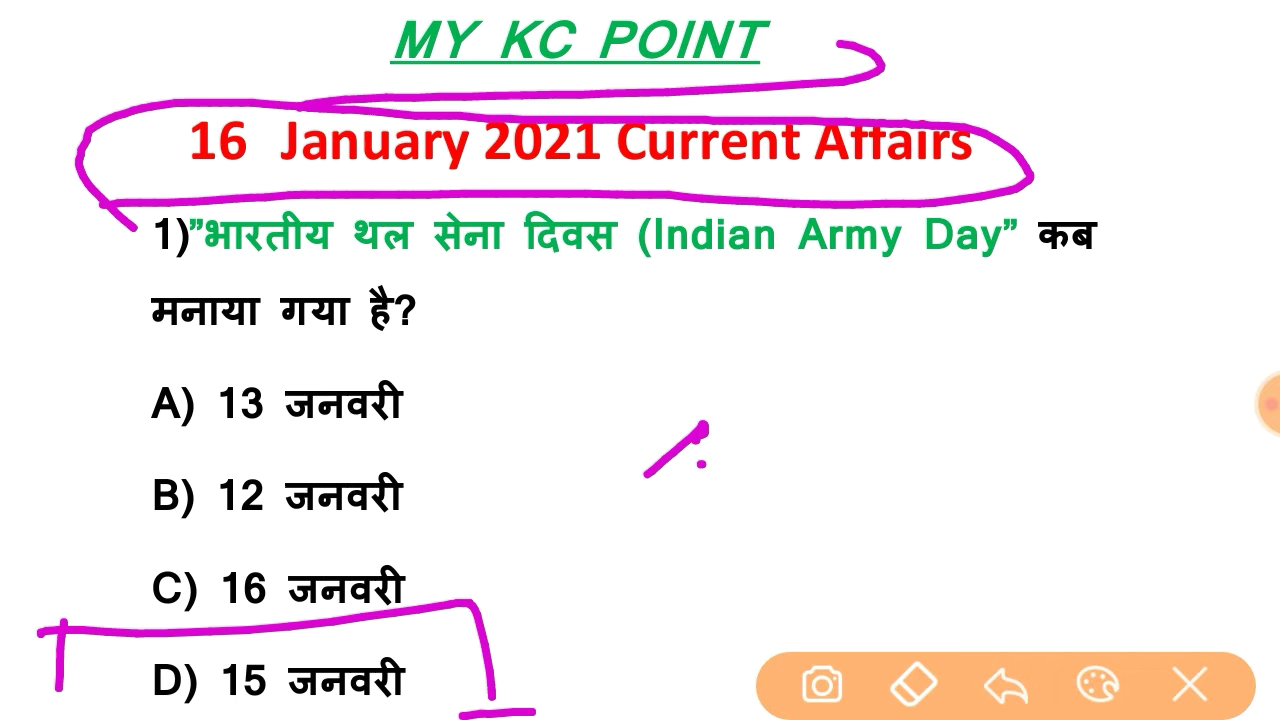 MY KC POINT
16 January 2021 Current Affairs
1)”भारतीय थल सेना दिवस (Indian Army Day” कब
मनाया गया है?
A) 13 जनवरी
B) 12 जनवरी
C) 16 जनवरी
D) 15 जनवरी